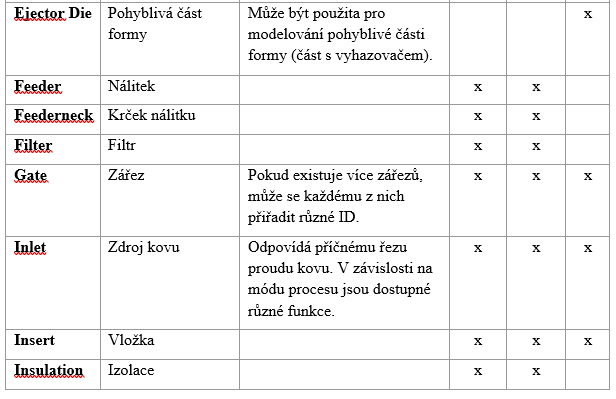 Ejector Die Pohyblivá část Může být použita pro x
formy modelování pohyblivé části
formy (část s vyhazovačem).
Feeder Nálitek x x
Feederneck Krček nálitku x x
Filter Filtr x x
Gate Zářez Pokud existuje více zářezů, x x x
může se každému z nich
přiřadit různé ID.
Inlet Zdroj kovu Odpovídá příčnému řezu x x x
proudu kovu. V závislosti na
módu procesu jsou dostupné
různé funkce.
Insert Vložka x x x
Insulation Izolace x x